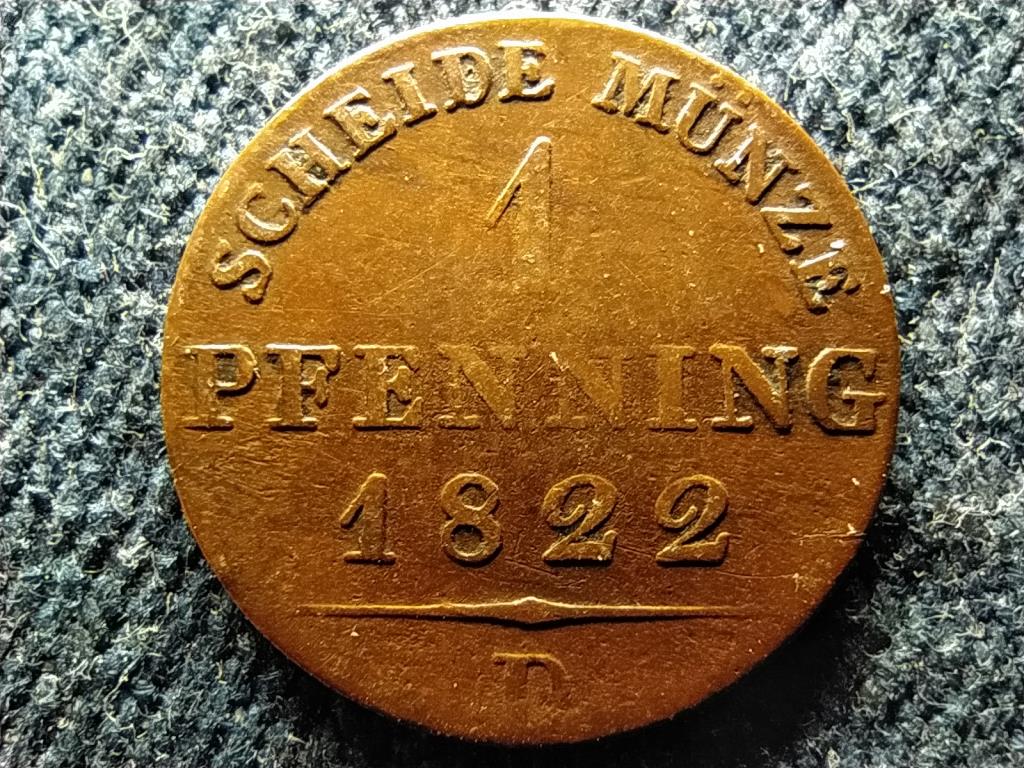 SCHEIDE MÜNZE
1
PFENNING
1822
D